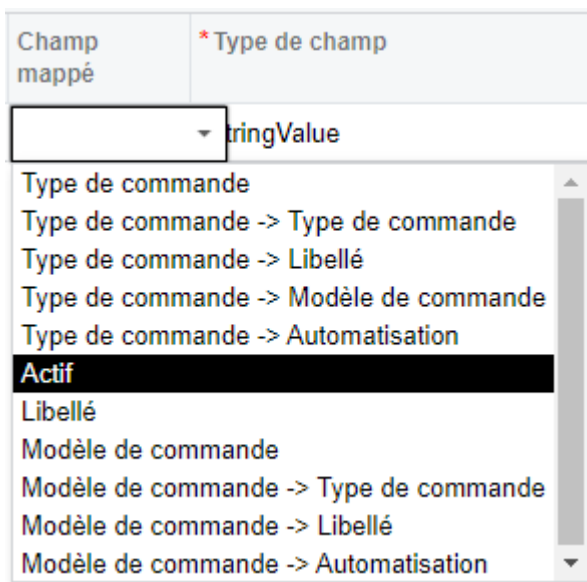 Champ
mappé
* Type de champ
tringValue
Type de commande
Type de commande -> Type de commande
Type de commande -> Libellé
Type de commande -> Modèle de commande
Type de commande -> Automatisation
Actif
Libellé
Modèle de commande
Modèle de commande -> Type de commande
Modèle de commande -> Libellé
Modèle de commande -> Automatisation